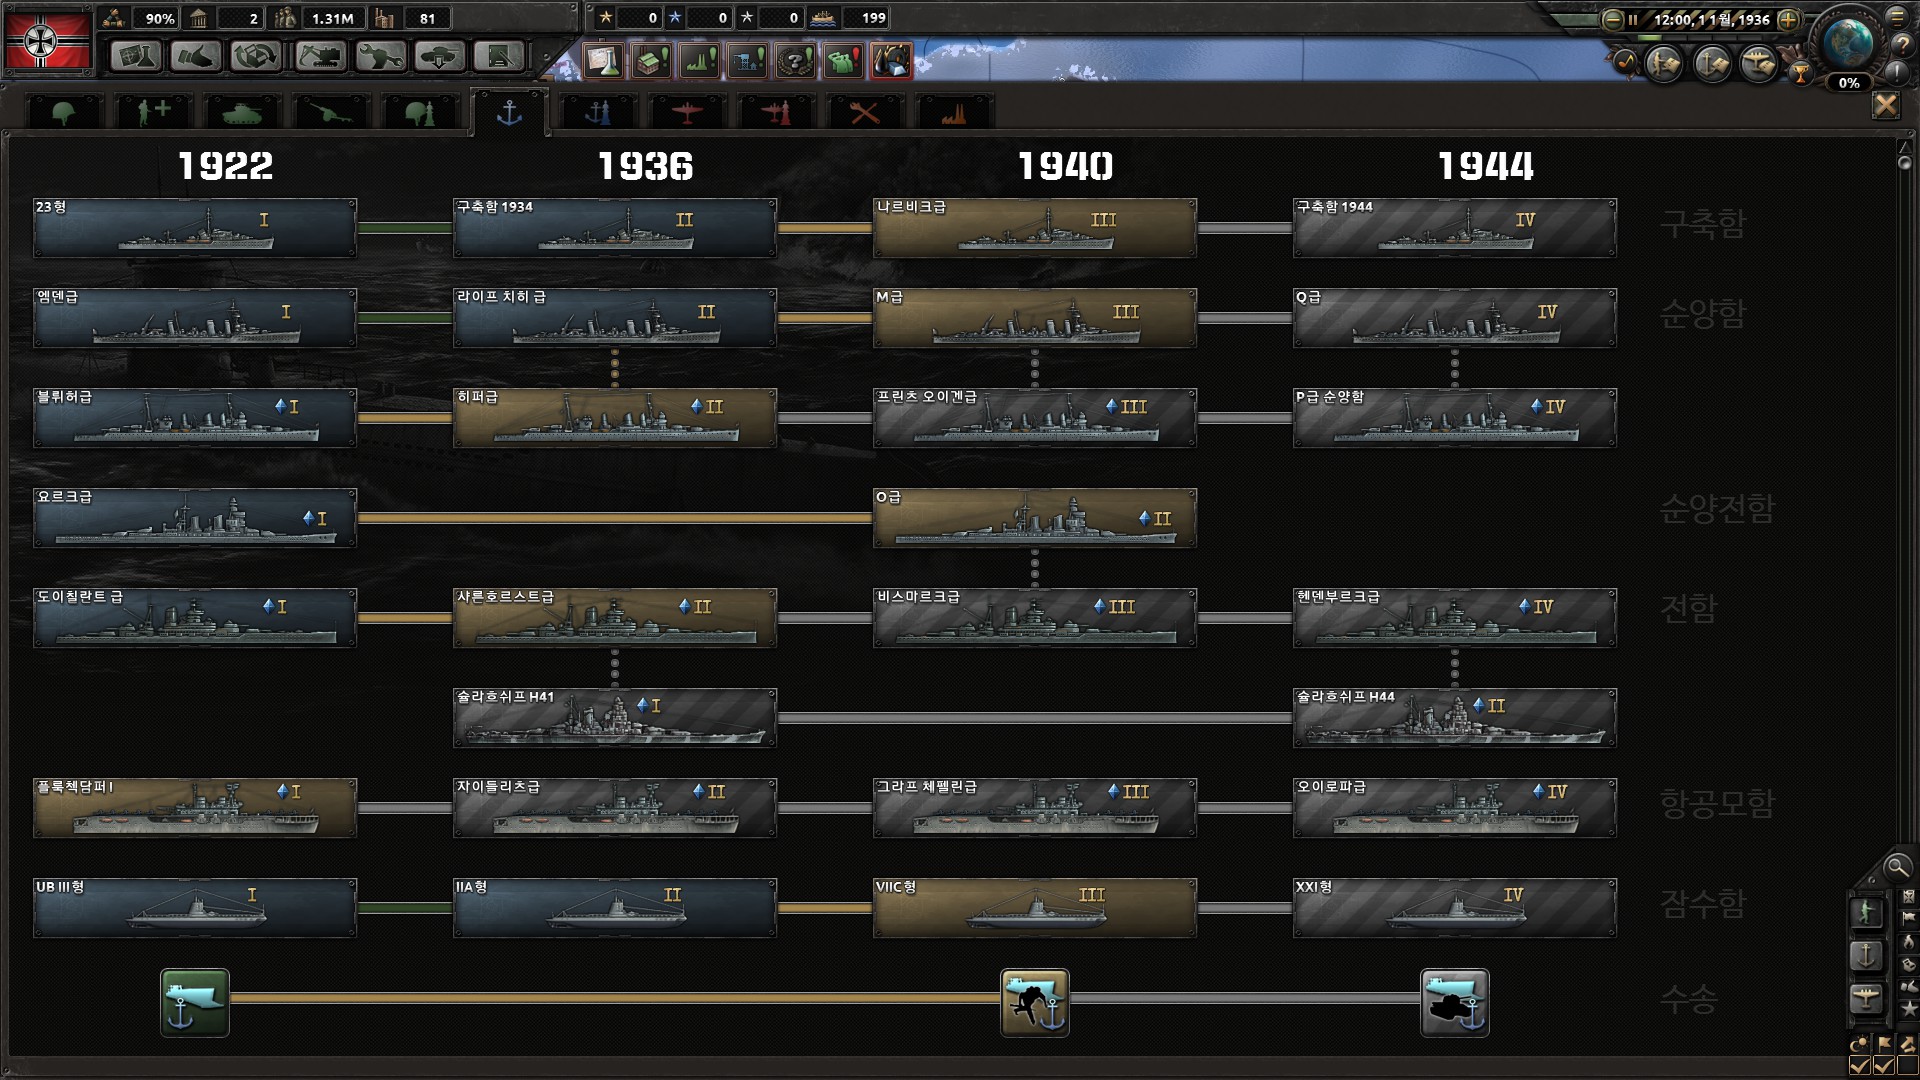 90% 2 1.31M 81 0 0 0 199 12:00, 1 1월, 1936
0%
1922 1936 1940 1944
23형 I 구축함 1934 II 나르비크급 III 구축함 1944 IV 구축함
엠덴급 I 라이프치히 급 II M급 III Q급 IV 순양함
블뤼허급 I 히퍼급 II 프린츠 오이겐급 III P급 순양함 IV
요르크급 I O급 II 순양전함
도이칠란트 급 I 샤른호르스트급 II 비스마르크급 III 헨덴부르크급 IV 전함
슐라흐쉬프 H41 I 슐라흐쉬프 H44 II
플룩첵담퍼 I I 자이들리츠급 II 그라프 체펠린급 III 오이로파급 IV 항공모함
UB III형 I IIA형 II VIIC형 III XXI형 IV 잠수함
수송